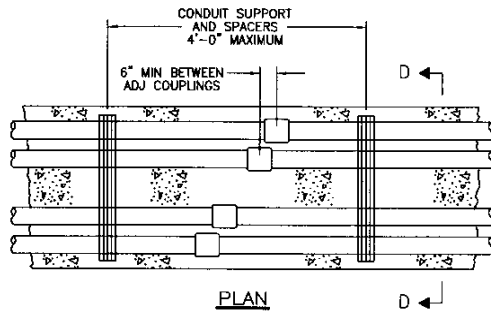 CONDUIT SUPPORT
AND SPACERS
4'-0" MAXIMUM
6" MIN BETWEEN
ADJ COUPLINGS
D
PLAN
D